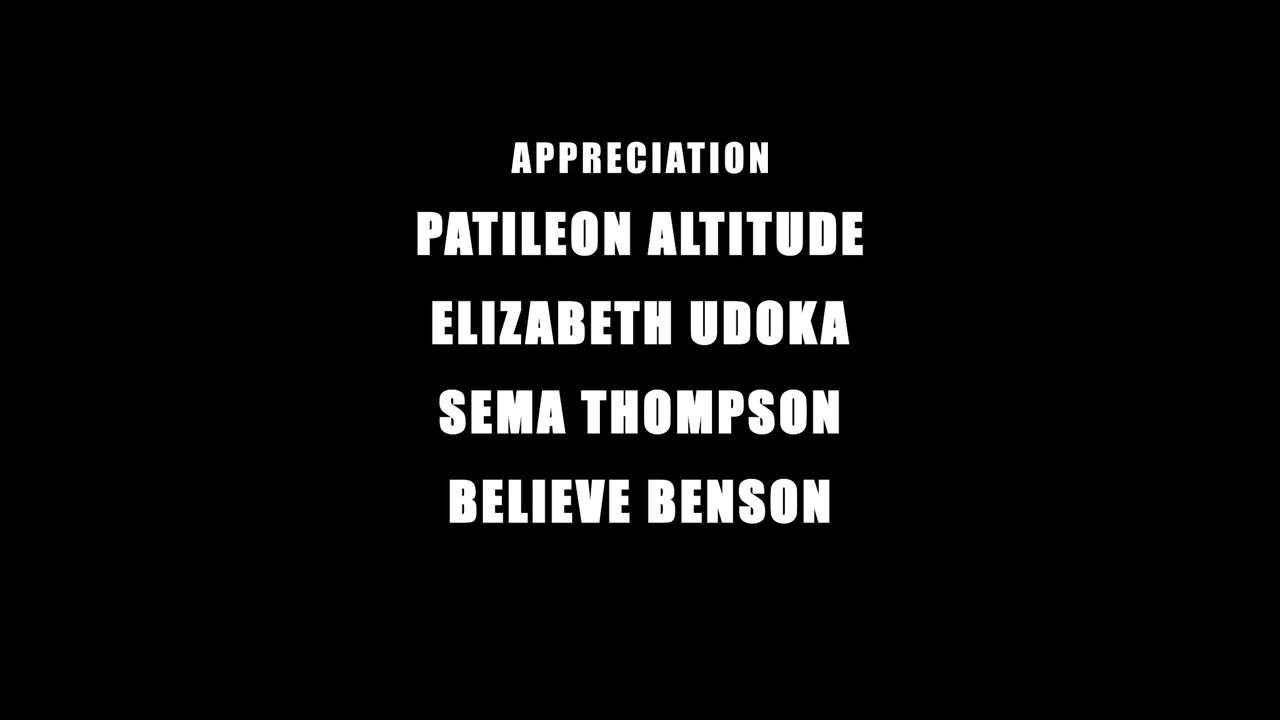 APPRECIATION
PATILEON ALTITUDE
ELIZABETH UDOKA
SEMA THOMPSON
BELIEVE BENSON